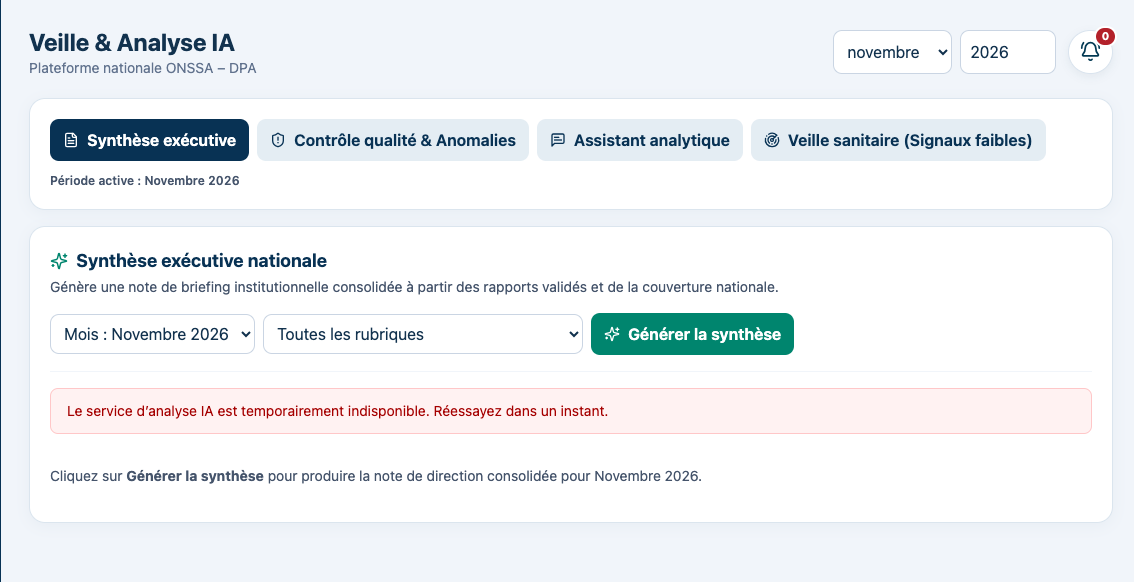 Veille & Analyse IA
Plateforme nationale ONSSA – DPA
novembre
2026
0
Synthèse exécutive
Contrôle qualité & Anomalies
Assistant analytique
Veille sanitaire (Signaux faibles)
Période active : Novembre 2026
Synthèse exécutive nationale
Génère une note de briefing institutionnelle consolidée à partir des rapports validés et de la couverture nationale.
Mois : Novembre 2026
Toutes les rubriques
Générer la synthèse
Le service d'analyse IA est temporairement indisponible. Réessayez dans un instant.
Cliquez sur Générer la synthèse pour produire la note de direction consolidée pour Novembre 2026.